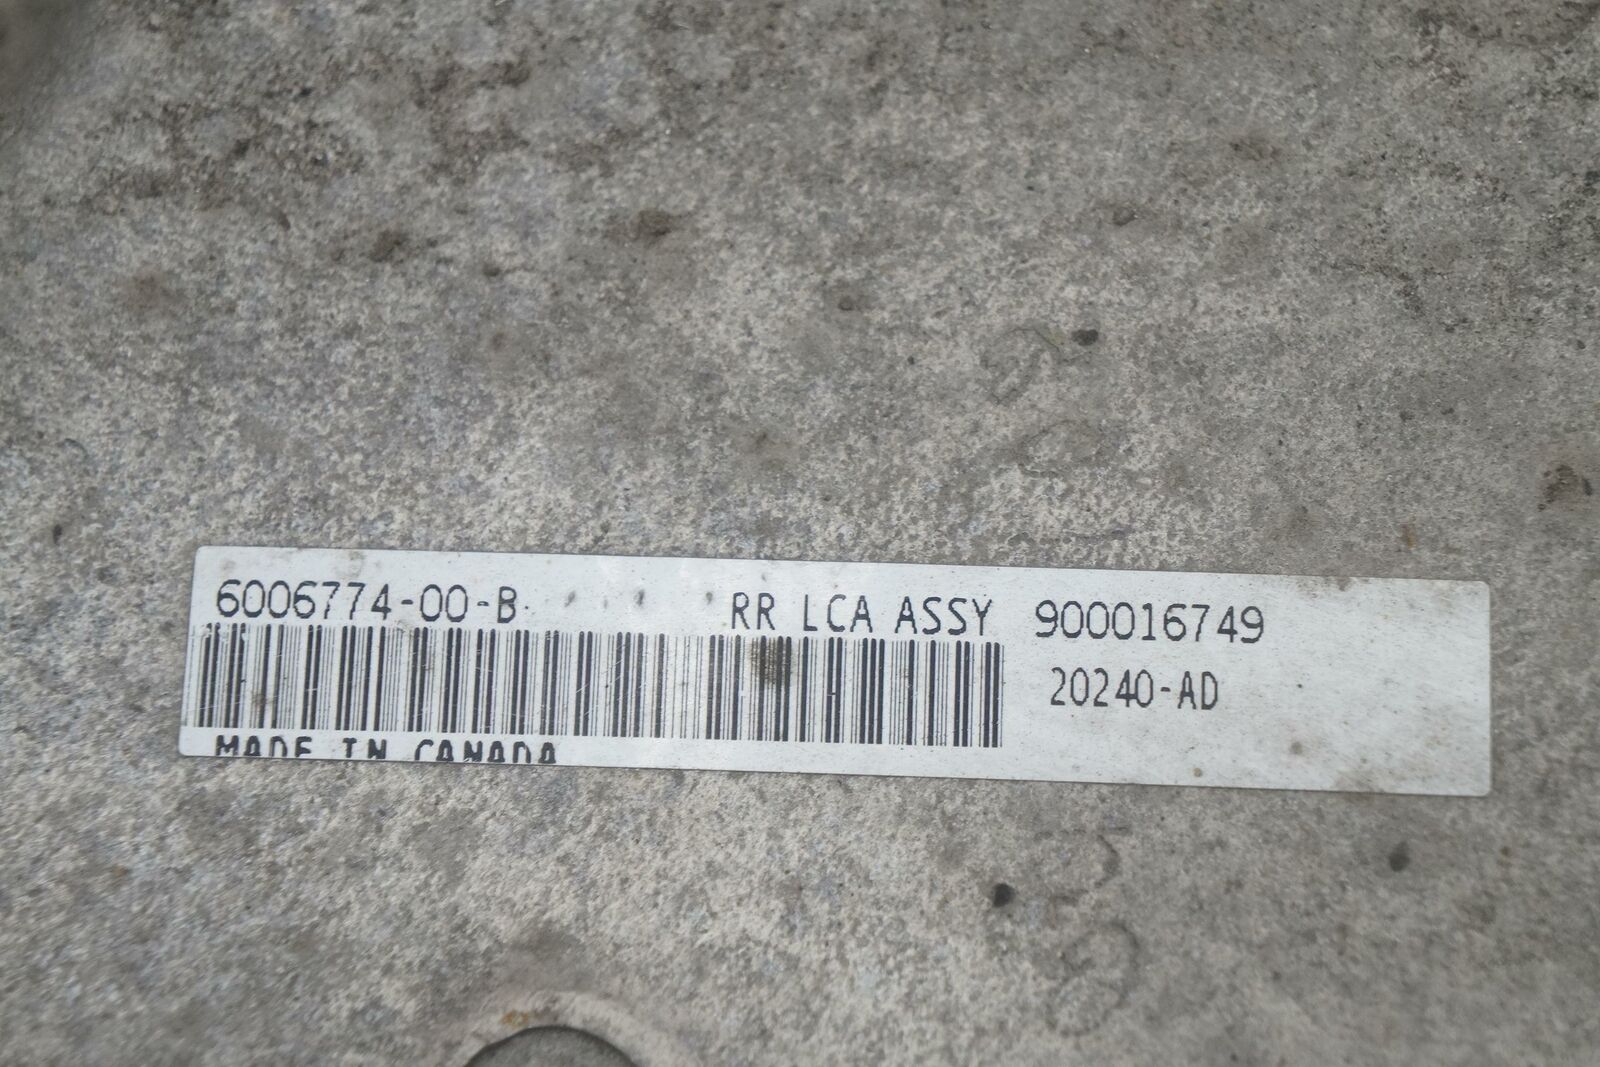 6006774-00-B RR LCA ASSY 900016749
20240-AD
MADE IN CANADA